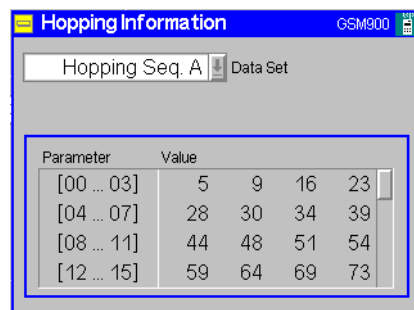 Hopping Information GSM900
Hopping Seq. A Data Set
Parameter Value
[00 ... 03] 5 9 16 23
[04 ... 07] 28 30 34 39
[08 ... 11] 44 48 51 54
[12 ... 15] 59 64 69 73